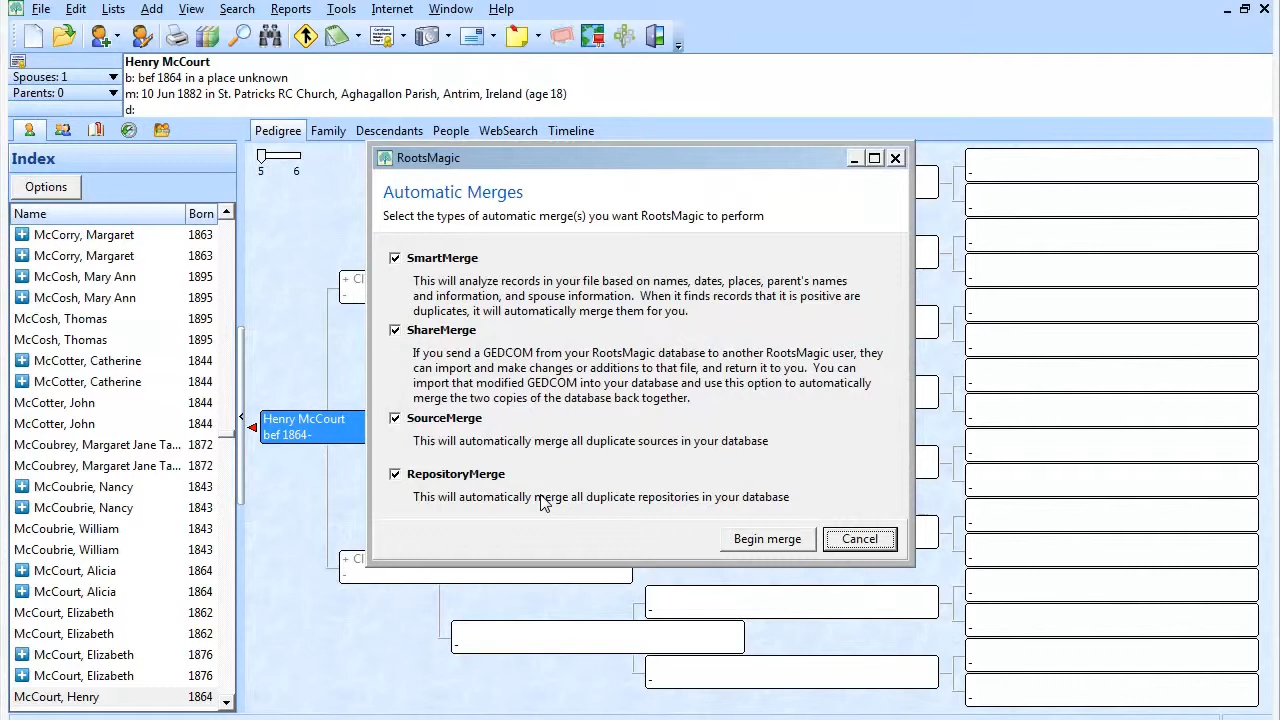 File Edit Lists Add View Search Reports Tools Internet Window Help
Henry McCourt
Spouses: 1
b: bef 1864 in a place unknown
Parents: 0
m: 10 Jun 1882 in St. Patricks RC Church, Aghagallon Parish, Antrim, Ireland (age 18)
d:
Pedigree Family Descendants People WebSearch Timeline
Index
5 6
Options
Name Born
McCorry, Margaret 1863
McCorry, Margaret 1863
McCosh, Mary Ann 1895
McCosh, Mary Ann 1895
McCosh, Thomas 1895
McCosh, Thomas 1895
McCotter, Catherine 1844
McCotter, Catherine 1844
McCotter, John 1844
McCotter, John 1844
McCoubrey, Margaret Jane Ta... 1872
McCoubrey, Margaret Jane Ta... 1872
McCoubrie, Nancy 1843
McCoubrie, Nancy 1843
McCoubrie, William 1843
McCoubrie, William 1843
McCourt, Alicia 1864
McCourt, Alicia 1864
McCourt, Elizabeth 1862
McCourt, Elizabeth 1862
McCourt, Elizabeth 1876
McCourt, Elizabeth 1876
McCourt, Henry 1864
+ Cl
-
Henry McCourt
bef 1864-
+ Cl
-
RootsMagic
Automatic Merges
Select the types of automatic merge(s) you want RootsMagic to perform
SmartMerge
This will analyze records in your file based on names, dates, places, parent's names
and information, and spouse information. When it finds records that it is positive are
duplicates, it will automatically merge them for you.
ShareMerge
If you send a GEDCOM from your RootsMagic database to another RootsMagic user, they
can import and make changes or additions to that file, and return it to you. You can
import that modified GEDCOM into your database and use this option to automatically
merge the two copies of the database back together.
SourceMerge
This will automatically merge all duplicate sources in your database
RepositoryMerge
This will automatically merge all duplicate repositories in your database
Begin merge Cancel